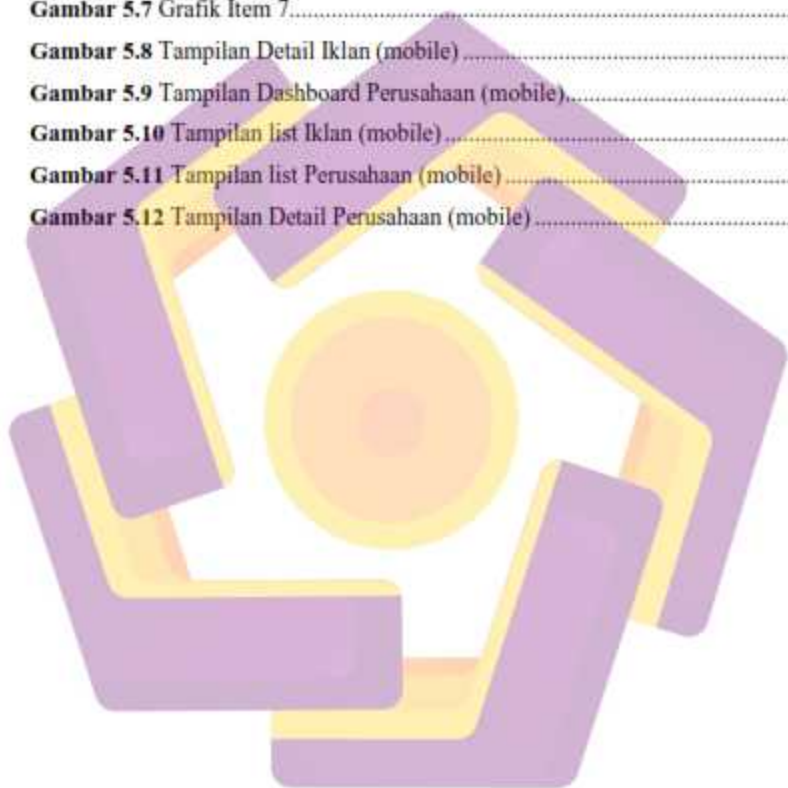 Gambar 5.7 Grafik Item 7..........................................................................................
Gambar 5.8 Tampilan Detail Iklan (mobile)..........................................................
Gambar 5.9 Tampilan Dashboard Perusahaan (mobile)........................................
Gambar 5.10 Tampilan list Iklan (mobile).............................................................
Gambar 5.11 Tampilan list Perusahaan (mobile)..................................................
Gambar 5.12 Tampilan Detail Perusahaan (mobile).............................................